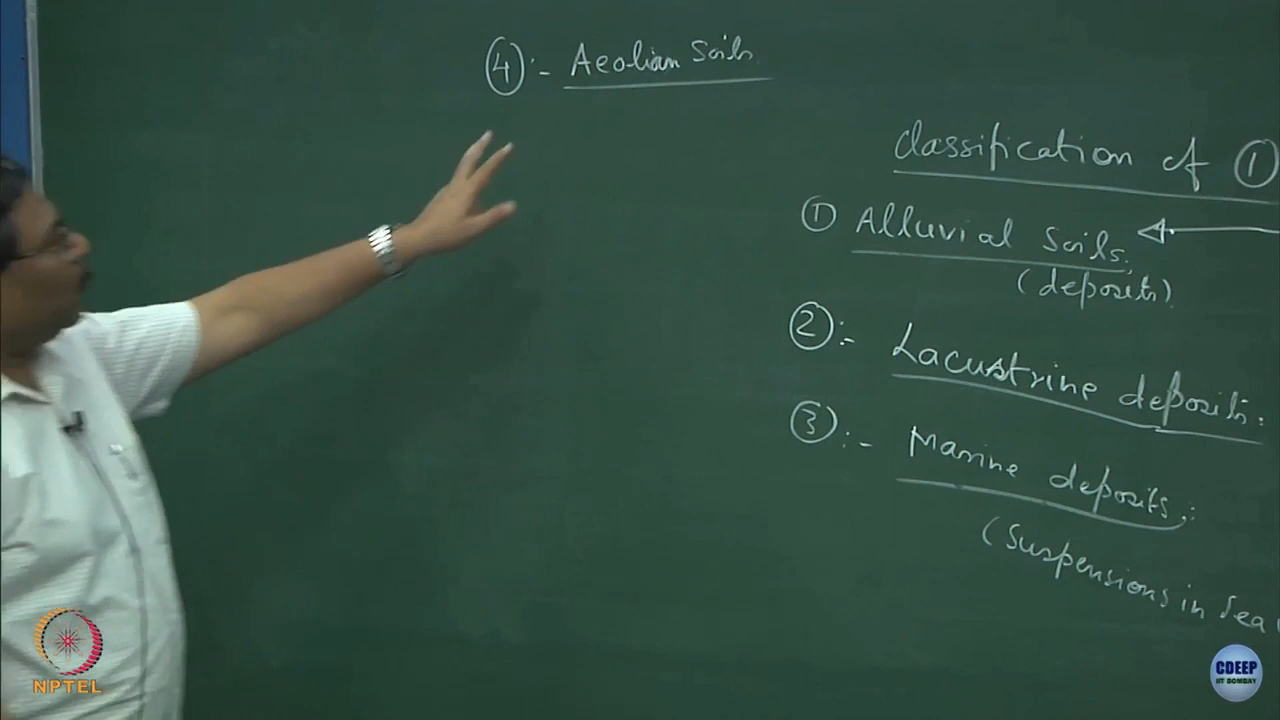 ④:- Aeolian Soils
Classification of ①
① Alluvial Soils.
(deposits).
②:- Lacustrine deposits.
③:- Marine deposits.
(Suspensions in Sea
NPTEL
CDEEP
IIT BOMBAY